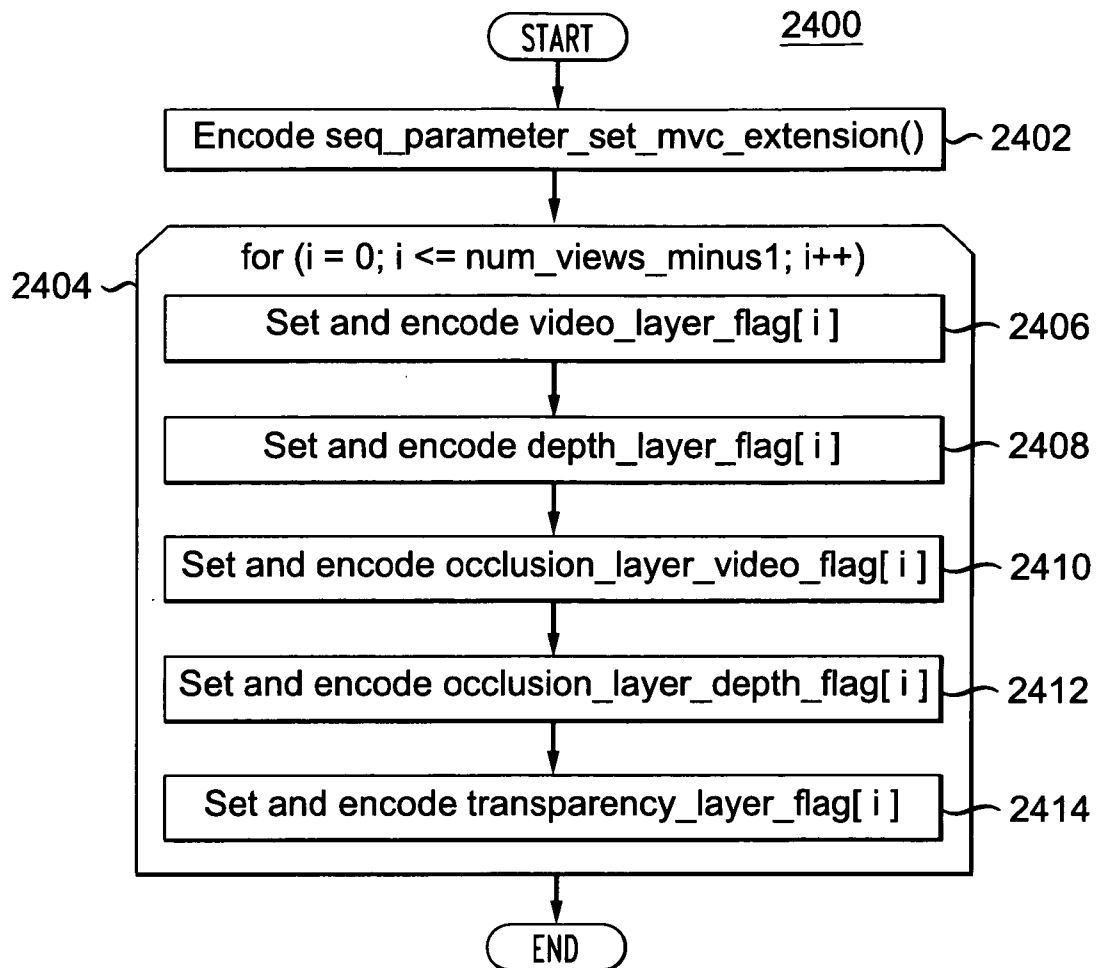 START
2400
Encode seq_parameter_set_mvc_extension()
2402
for (i = 0; i <= num_views_minus1; i++)
2404
Set and encode video_layer_flag[ i ]
2406
Set and encode depth_layer_flag[ i ]
2408
Set and encode occlusion_layer_video_flag[ i ]
2410
Set and encode occlusion_layer_depth_flag[ i ]
2412
Set and encode transparency_layer_flag[ i ]
2414
END